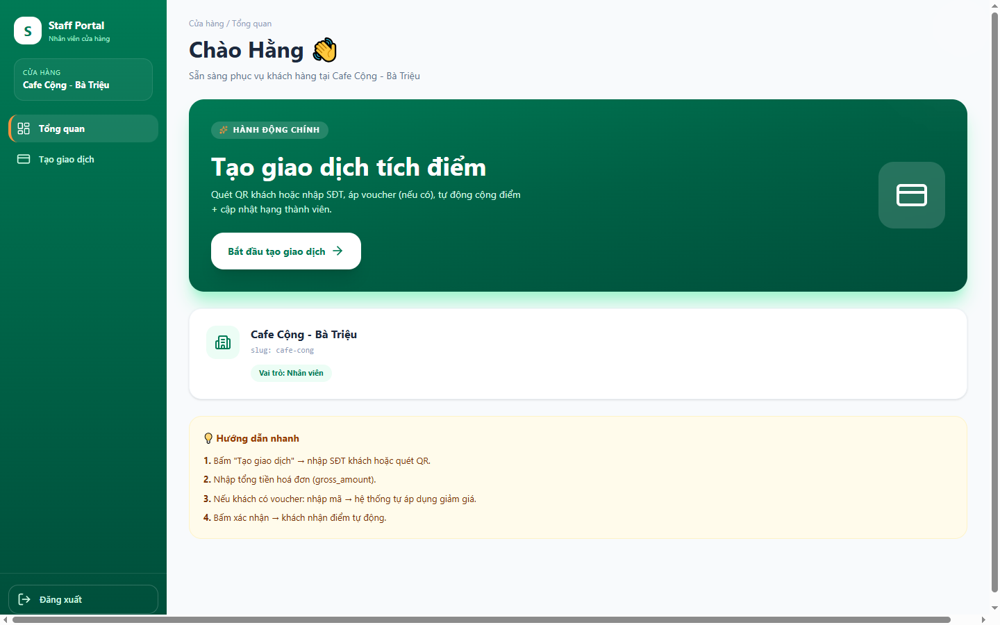 S
Staff Portal
Nhân viên cửa hàng
CỬA HÀNG
Cafe Cộng - Bà Triệu
Tổng quan
Tạo giao dịch
Đăng xuất
Cửa hàng / Tổng quan
Chào Hằng 👋
Sẵn sàng phục vụ khách hàng tại Cafe Cộng - Bà Triệu
HÀNH ĐỘNG CHÍNH
Tạo giao dịch tích điểm
Quét QR khách hoặc nhập SĐT, áp voucher (nếu có), tự động cộng điểm
+ cập nhật hạng thành viên.
Bắt đầu tạo giao dịch →
Cafe Cộng - Bà Triệu
slug: cafe-cong
Vai trò: Nhân viên
💡 Hướng dẫn nhanh
1. Bấm "Tạo giao dịch" → nhập SĐT khách hoặc quét QR.
2. Nhập tổng tiền hoá đơn (gross_amount).
3. Nếu khách có voucher: nhập mã → hệ thống tự áp dụng giảm giá.
4. Bấm xác nhận → khách nhận điểm tự động.